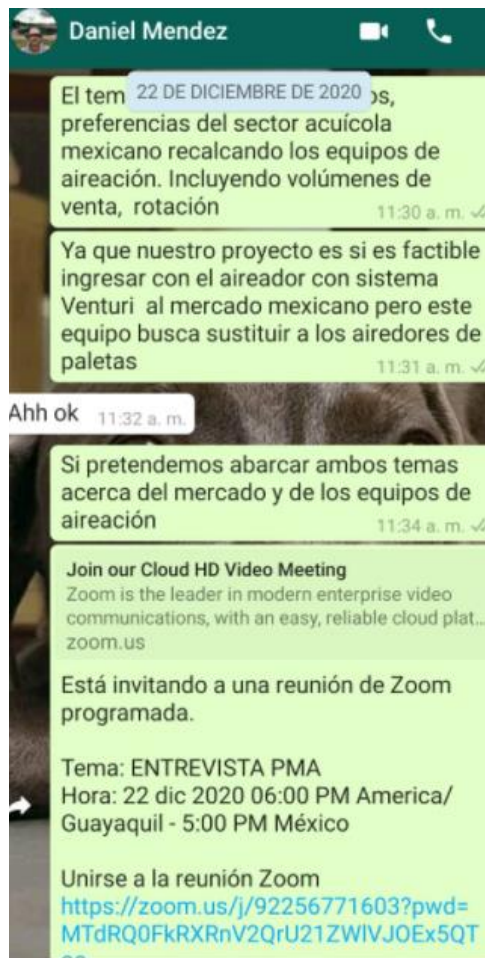 Daniel Mendez
22 DE DICIEMBRE DE 2020
El tem os,
preferencias del sector acuícola
mexicano recalcando los equipos de
aireación. Incluyendo volúmenes de
venta, rotación
11:30 a. m.
Ya que nuestro proyecto es si es factible
ingresar con el aireador con sistema
Venturi al mercado mexicano pero este
equipo busca sustituir a los airedores de
paletas
11:31 a. m.
Ahh ok 11:32 a. m.
Si pretendemos abarcar ambos temas
acerca del mercado y de los equipos de
aireación
11:34 a. m.
Join our Cloud HD Video Meeting
Zoom is the leader in modern enterprise video
communications, with an easy, reliable cloud plat...
zoom.us
Está invitando a una reunión de Zoom
programada.
Tema: ENTREVISTA PMA
Hora: 22 dic 2020 06:00 PM America/
Guayaquil - 5:00 PM México
Unirse a la reunión Zoom
https://zoom.us/j/92256771603?pwd=
MTdRQ0FkRXRnV2QrU21ZWlVJOEx5QT